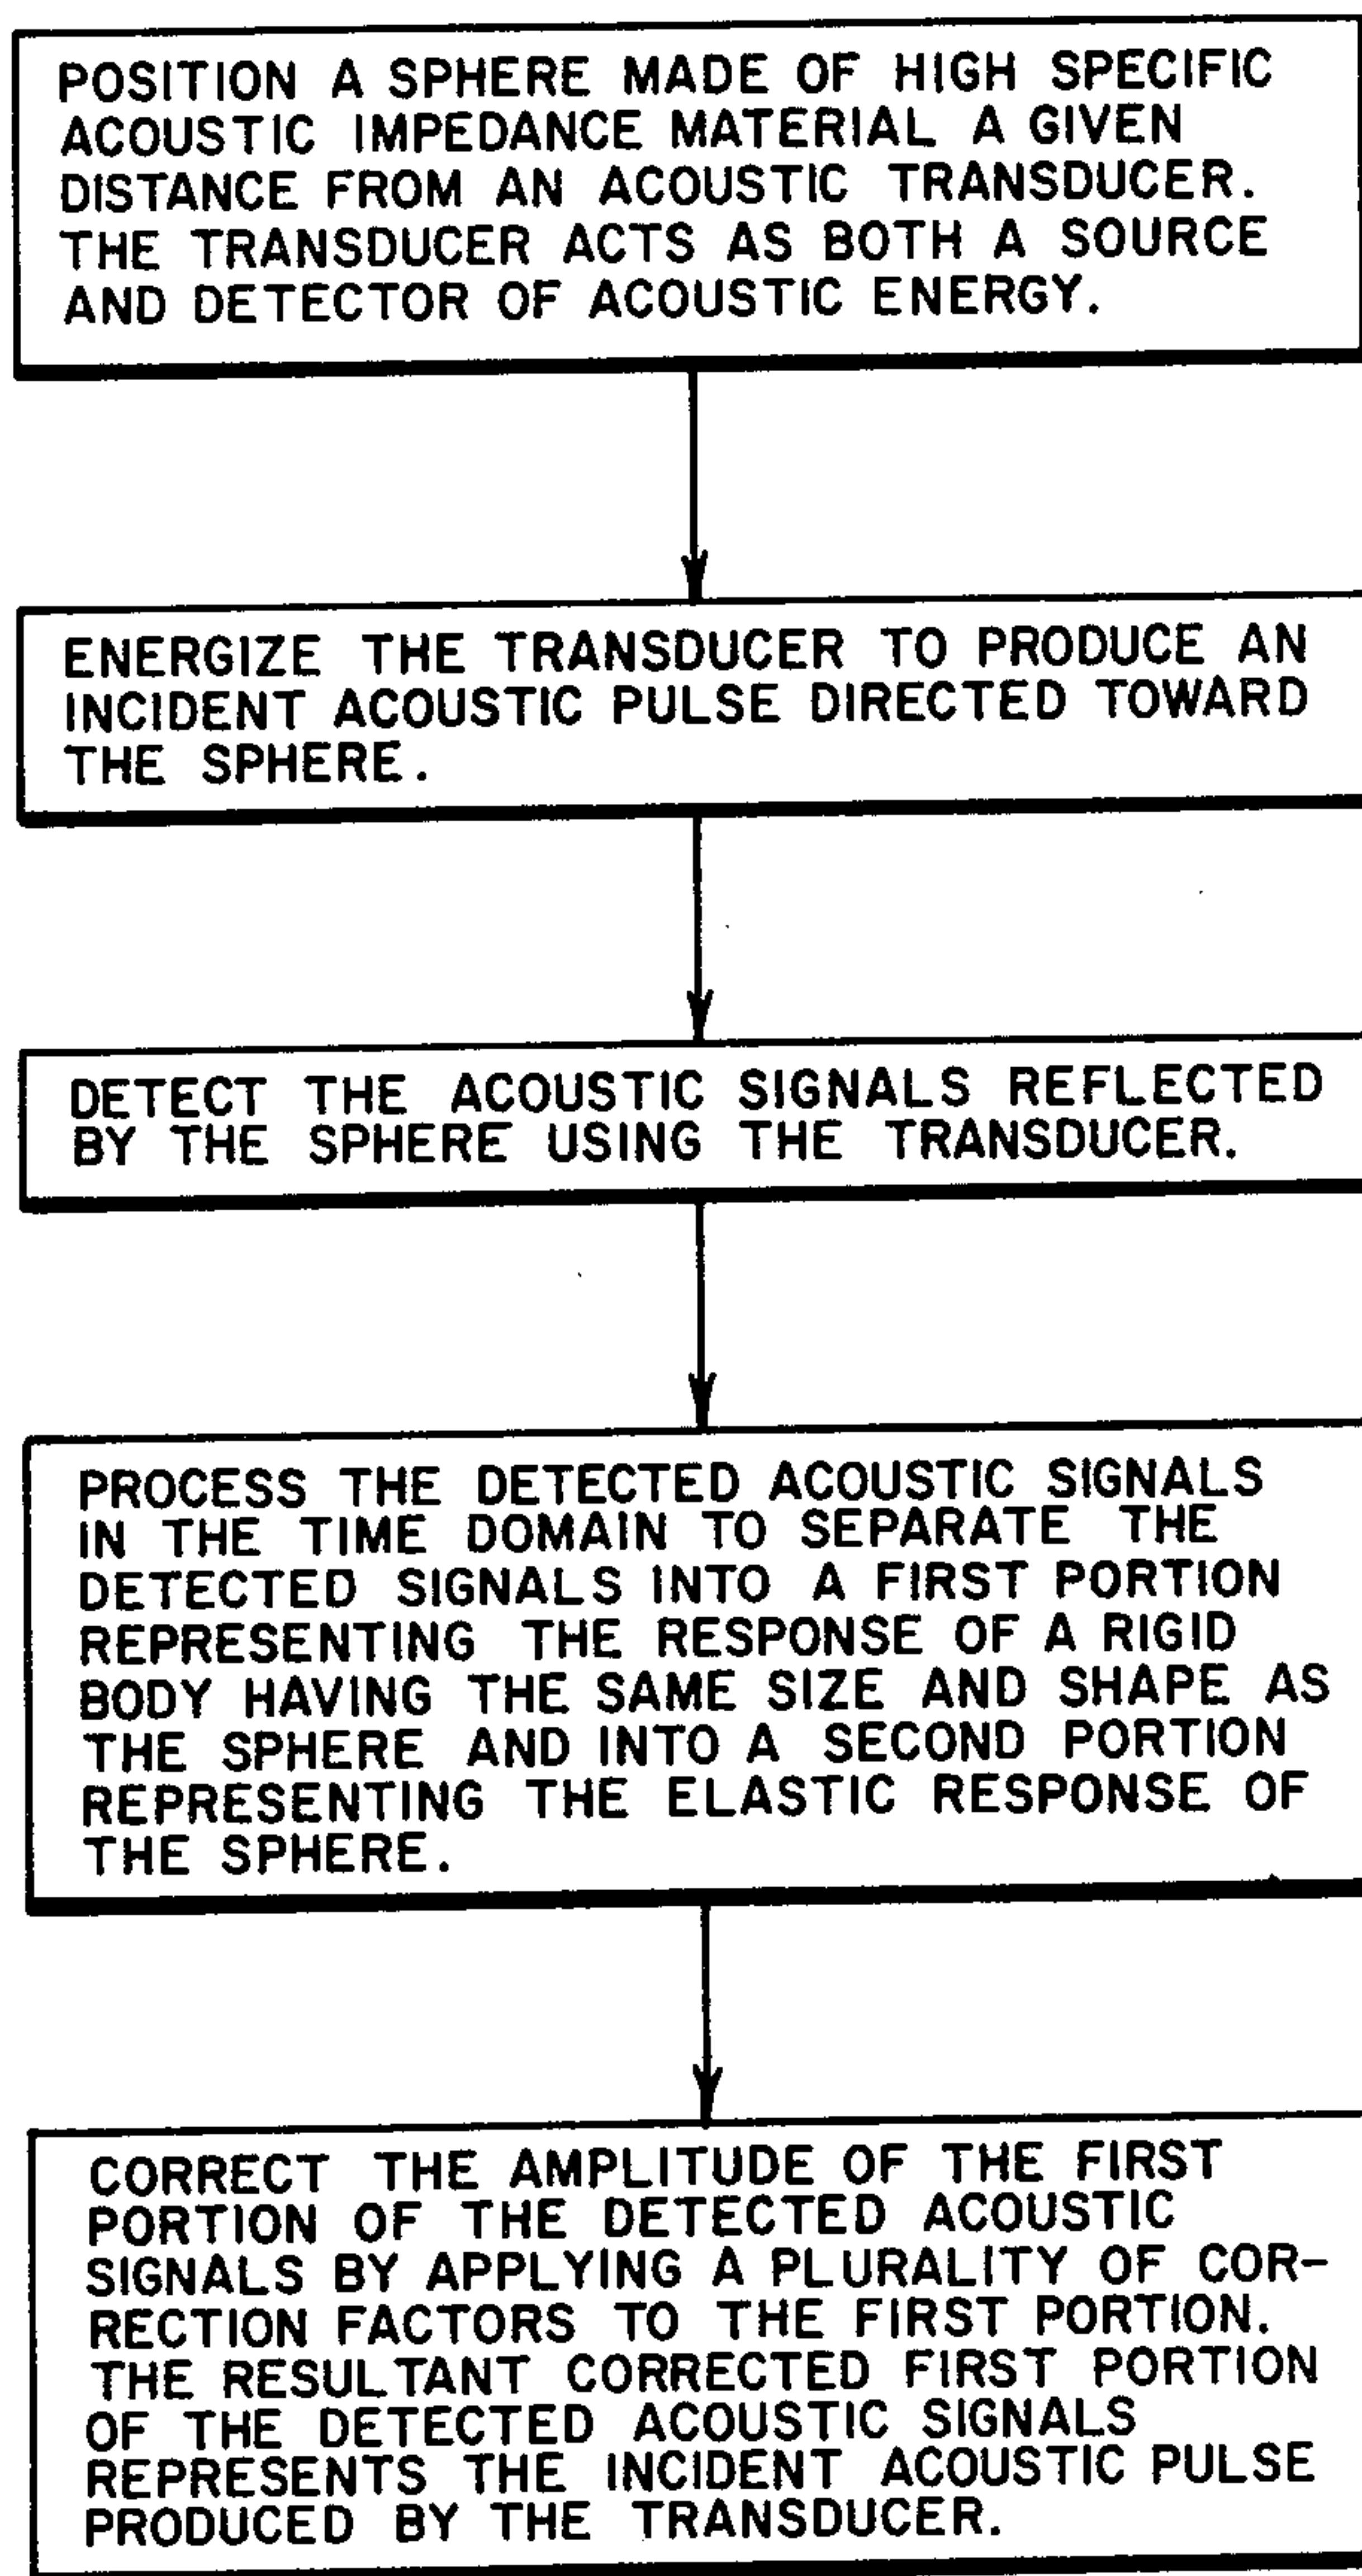 POSITION A SPHERE MADE OF HIGH SPECIFIC
ACOUSTIC IMPEDANCE MATERIAL A GIVEN
DISTANCE FROM AN ACOUSTIC TRANSDUCER.
THE TRANSDUCER ACTS AS BOTH A SOURCE
AND DETECTOR OF ACOUSTIC ENERGY.
ENERGIZE THE TRANSDUCER TO PRODUCE AN
INCIDENT ACOUSTIC PULSE DIRECTED TOWARD
THE SPHERE.
DETECT THE ACOUSTIC SIGNALS REFLECTED
BY THE SPHERE USING THE TRANSDUCER.
PROCESS THE DETECTED ACOUSTIC SIGNALS
IN THE TIME DOMAIN TO SEPARATE THE
DETECTED SIGNALS INTO A FIRST PORTION
REPRESENTING THE RESPONSE OF A RIGID
BODY HAVING THE SAME SIZE AND SHAPE AS
THE SPHERE AND INTO A SECOND PORTION
REPRESENTING THE ELASTIC RESPONSE OF
THE SPHERE.
CORRECT THE AMPLITUDE OF THE FIRST
PORTION OF THE DETECTED ACOUSTIC
SIGNALS BY APPLYING A PLURALITY OF COR-
RECTION FACTORS TO THE FIRST PORTION.
THE RESULTANT CORRECTED FIRST PORTION
OF THE DETECTED ACOUSTIC SIGNALS
REPRESENTS THE INCIDENT ACOUSTIC PULSE
PRODUCED BY THE TRANSDUCER.